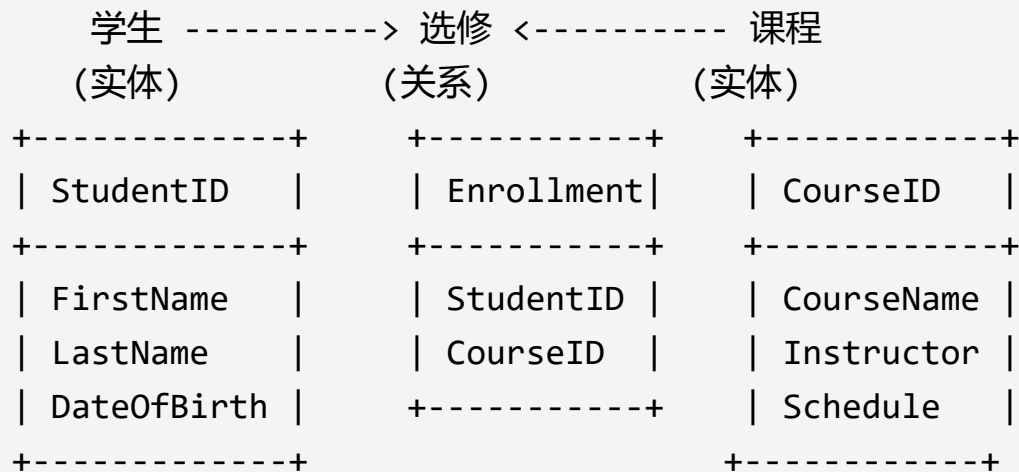 学生 ----------> 选修 <---------- 课程
(实体) (关系) (实体)
+-------------+ +-----------+ +------------+
| StudentID | | Enrollment| | CourseID |
+-------------+ +-----------+ +------------+
| FirstName | | StudentID | | CourseName |
| LastName | | CourseID | | Instructor |
| DateOfBirth | +-----------+ | Schedule |
+-------------+ +------------+